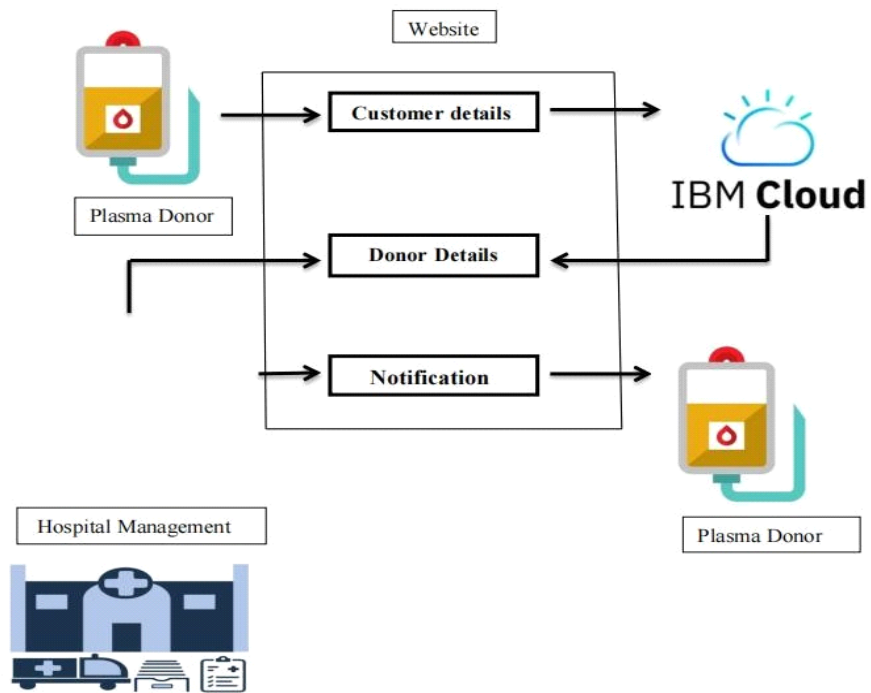 Website
Customer details
IBM Cloud
Plasma Donor
Donor Details
Notification
Hospital Management
Plasma Donor